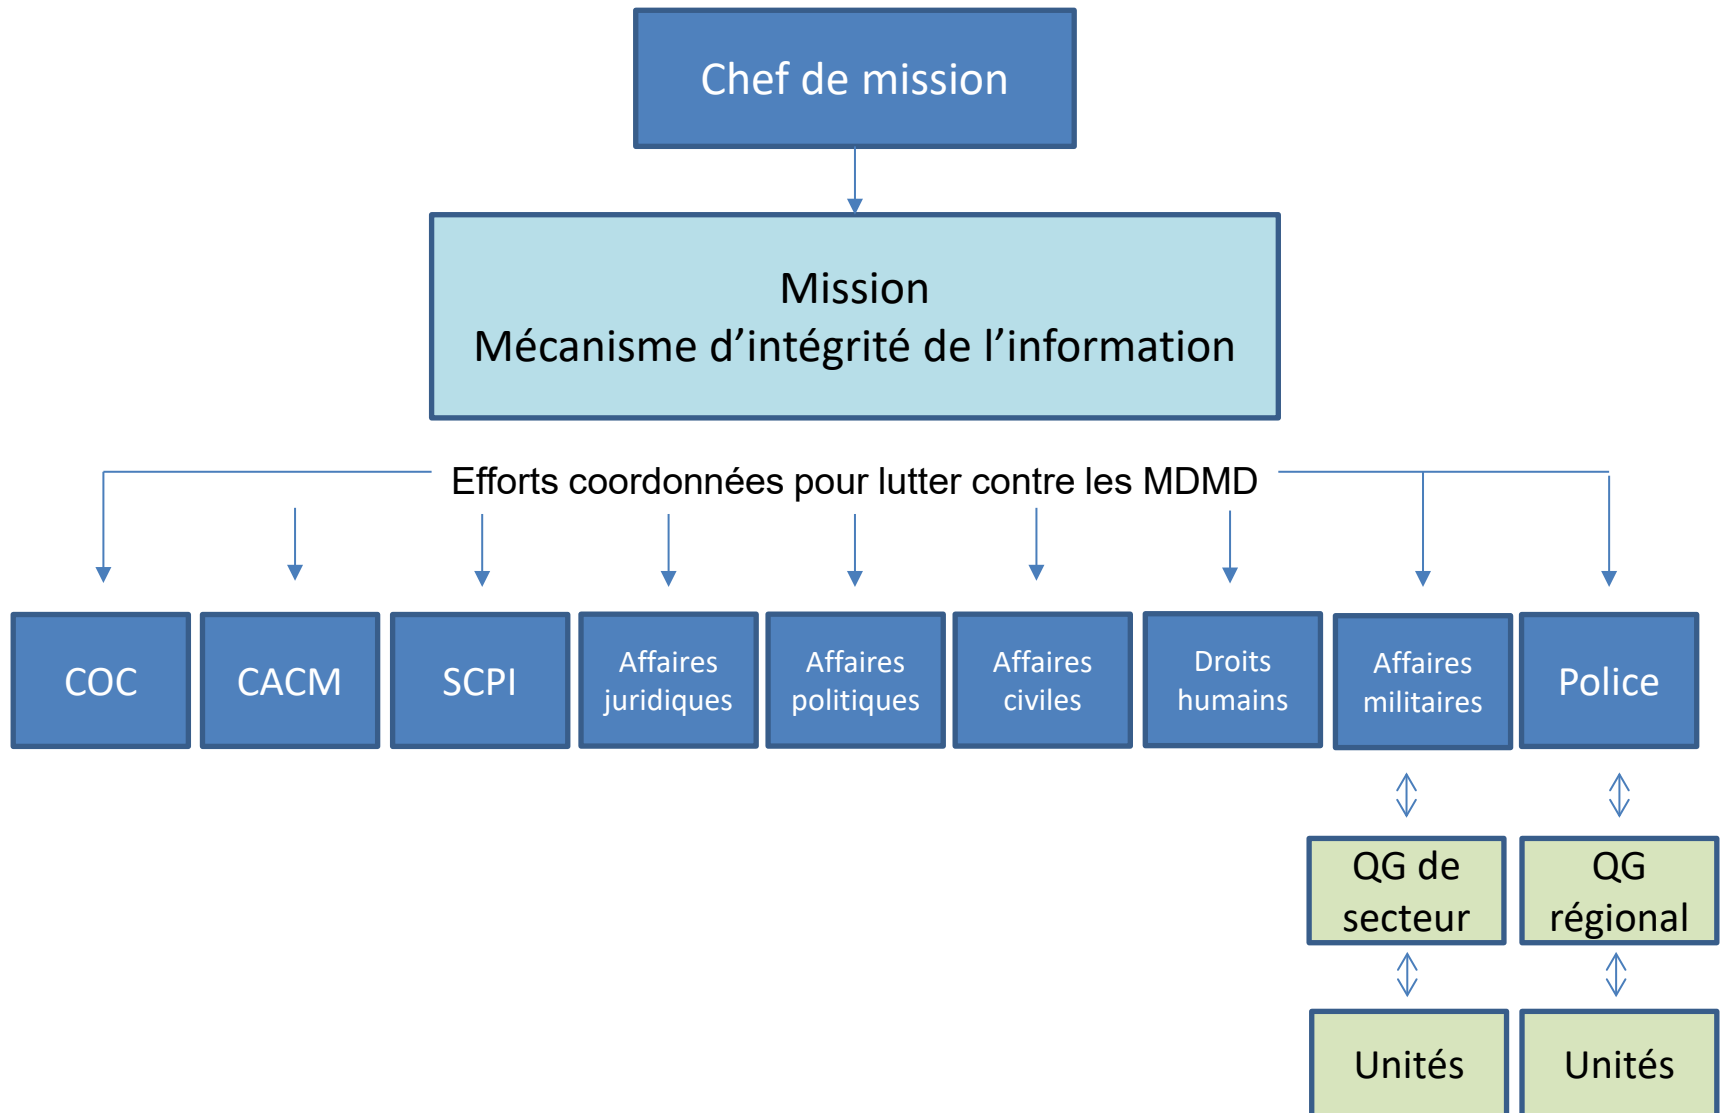 Chef de mission
Mission
Mécanisme d’intégrité de l’information
Efforts coordonnées pour lutter contre les MDMD
COC
CACM
SCPI
Affaires
juridiques
Affaires
politiques
Affaires
civiles
Droits
humains
Affaires
militaires
Police
QG de
secteur
QG
régional
Unités
Unités